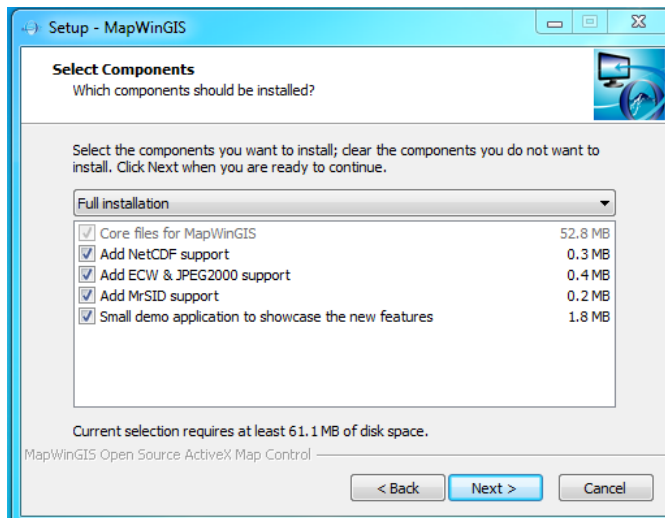 Setup - MapWinGIS
Select Components
Which components should be installed?
Select the components you want to install; clear the components you do not want to
install. Click Next when you are ready to continue.
Full installation
Core files for MapWinGIS 52.8 MB
Add NetCDF support 0.3 MB
Add ECW & JPEG2000 support 0.4 MB
Add MrSID support 0.2 MB
Small demo application to showcase the new features 1.8 MB
Current selection requires at least 61.1 MB of disk space.
MapWinGIS Open Source ActiveX Map Control
< Back Next > Cancel